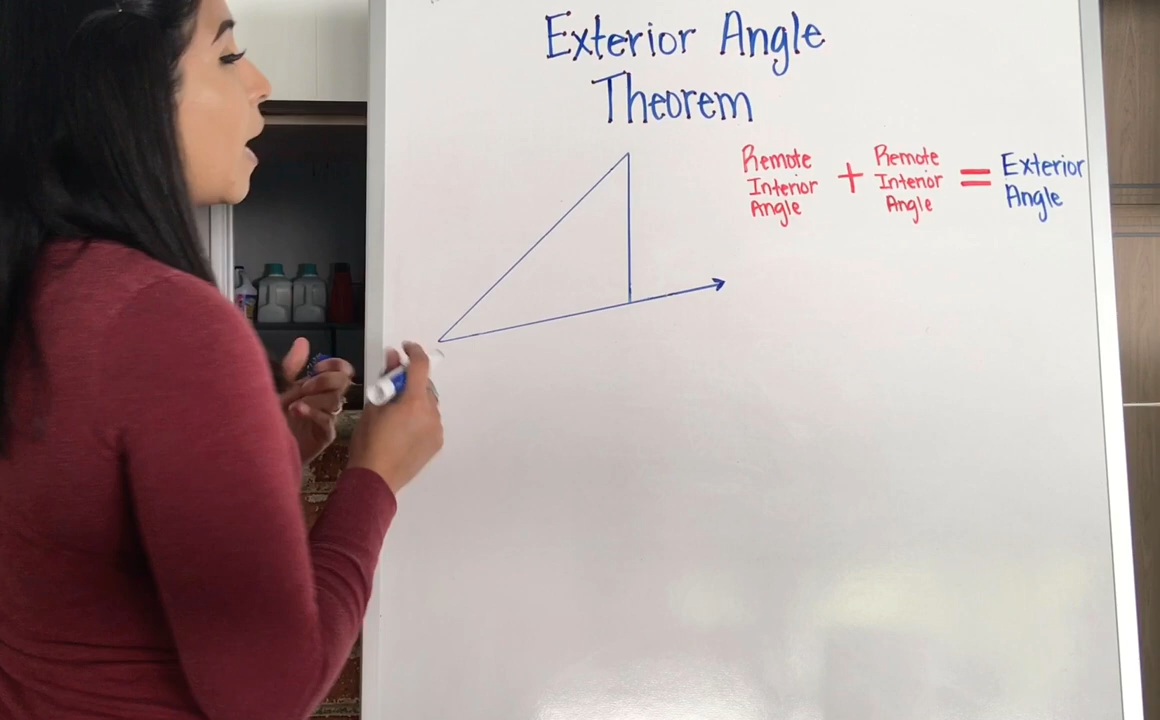 Exterior Angle
Theorem
Remote
Interior
Angle
+
Remote
Interior
Angle
=
Exterior
Angle